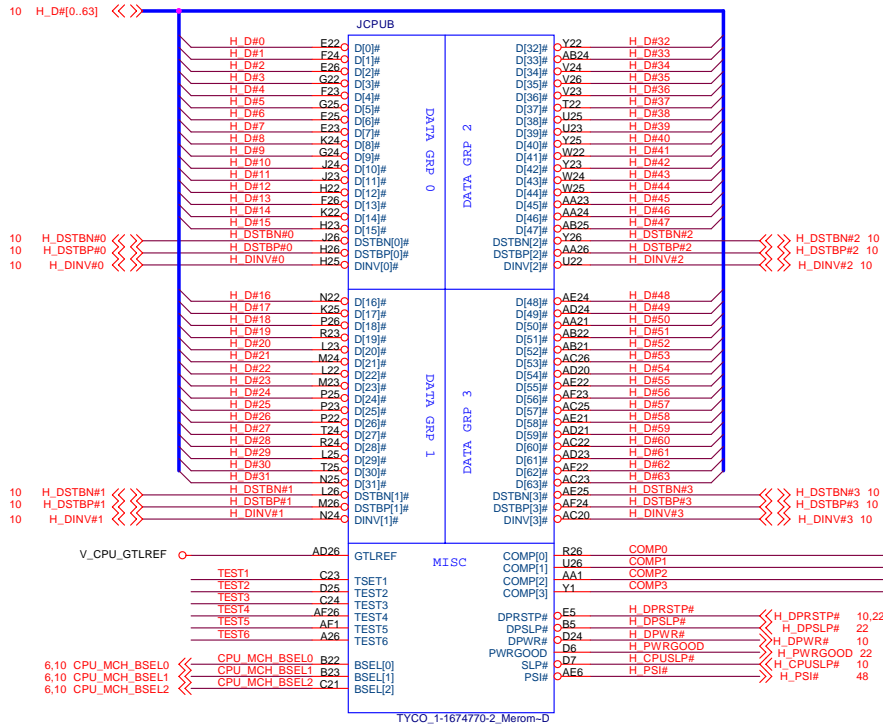 10 H_D#[0..63]
JCPUB
H_D#0 E22 D[0]# D[32]# Y22 H_D#32
H_D#1 F24 D[1]# D[33]# AB24 H_D#33
H_D#2 E26 D[2]# D[34]# V24 H_D#34
H_D#3 G22 D[3]# D[35]# V26 H_D#35
H_D#4 F23 D[4]# D[36]# V23 H_D#36
H_D#5 G25 D[5]# D[37]# T22 H_D#37
H_D#6 E25 D[6]# D[38]# U25 H_D#38
H_D#7 E23 D[7]# D[39]# U23 H_D#39
H_D#8 K24 D[8]# D[40]# Y25 H_D#40
H_D#9 G24 D[9]# D[41]# W22 H_D#41
H_D#10 J24 D[10]# D[42]# Y23 H_D#42
H_D#11 J23 D[11]# D[43]# W24 H_D#43
H_D#12 H22 D[12]# D[44]# W25 H_D#44
H_D#13 F26 D[13]# D[45]# AA23 H_D#45
H_D#14 K22 D[14]# D[46]# AA24 H_D#46
H_D#15 H23 D[15]# D[47]# AB25 H_D#47
10 H_DSTBN#0 H_DSTBN#0 J26 DSTBN[0]# DSTBN[2]# Y26 H_DSTBN#2 H_DSTBN#2 10
10 H_DSTBP#0 H_DSTBP#0 H26 DSTBP[0]# DSTBP[2]# AA26 H_DSTBP#2 H_DSTBP#2 10
10 H_DINV#0 H_DINV#0 H25 DINV[0]# DINV[2]# U22 H_DINV#2 H_DINV#2 10
DATA GRP 0
DATA GRP 2
H_D#16 N22 D[16]# D[48]# AE24 H_D#48
H_D#17 K25 D[17]# D[49]# AD24 H_D#49
H_D#18 P26 D[18]# D[50]# AA21 H_D#50
H_D#19 R23 D[19]# D[51]# AB22 H_D#51
H_D#20 L23 D[20]# D[52]# AB21 H_D#52
H_D#21 M24 D[21]# D[53]# AC26 H_D#53
H_D#22 L22 D[22]# D[54]# AD20 H_D#54
H_D#23 M23 D[23]# D[55]# AE22 H_D#55
H_D#24 P25 D[24]# D[56]# AF23 H_D#56
H_D#25 P23 D[25]# D[57]# AC25 H_D#57
H_D#26 P22 D[26]# D[58]# AE21 H_D#58
H_D#27 T24 D[27]# D[59]# AD21 H_D#59
H_D#28 R24 D[28]# D[60]# AC22 H_D#60
H_D#29 L25 D[29]# D[61]# AD23 H_D#61
H_D#30 T25 D[30]# D[62]# AF22 H_D#62
H_D#31 N25 D[31]# D[63]# AC23 H_D#63
10 H_DSTBN#1 H_DSTBN#1 L26 DSTBN[1]# DSTBN[3]# AE25 H_DSTBN#3 H_DSTBN#3 10
10 H_DSTBP#1 H_DSTBP#1 M26 DSTBP[1]# DSTBP[3]# AF24 H_DSTBP#3 H_DSTBP#3 10
10 H_DINV#1 H_DINV#1 N24 DINV[1]# DINV[3]# AC20 H_DINV#3 H_DINV#3 10
DATA GRP 1
DATA GRP 3
V_CPU_GTLREF AD26 GTLREF COMP[0] R26 COMP0
MISC
COMP[1] U26 COMP1
TEST1 C23 TSET1 COMP[2] AA1 COMP2
TEST2 D25 TEST2 COMP[3] Y1 COMP3
TEST3 C24 TEST3
TEST4 AF26 TEST4 DPRSTP# E5 H_DPRSTP# H_DPRSTP# 10,22
TEST5 AF1 TEST5 DPSLP# B5 H_DPSLP# H_DPSLP# 22
TEST6 A26 TEST6 DPWR# D24 H_DPWR# H_DPWR# 10
PWRGOOD D6 H_PWRGOOD H_PWRGOOD 22
6,10 CPU_MCH_BSEL0 CPU_MCH_BSEL0 B22 BSEL[0] SLP# D7 H_CPUSLP# H_CPUSLP# 10
6,10 CPU_MCH_BSEL1 CPU_MCH_BSEL1 B23 BSEL[1] PSI# AE6 H_PSI# H_PSI# 48
6,10 CPU_MCH_BSEL2 CPU_MCH_BSEL2 C21 BSEL[2]
TYCO_1-1674770-2_Merom~D